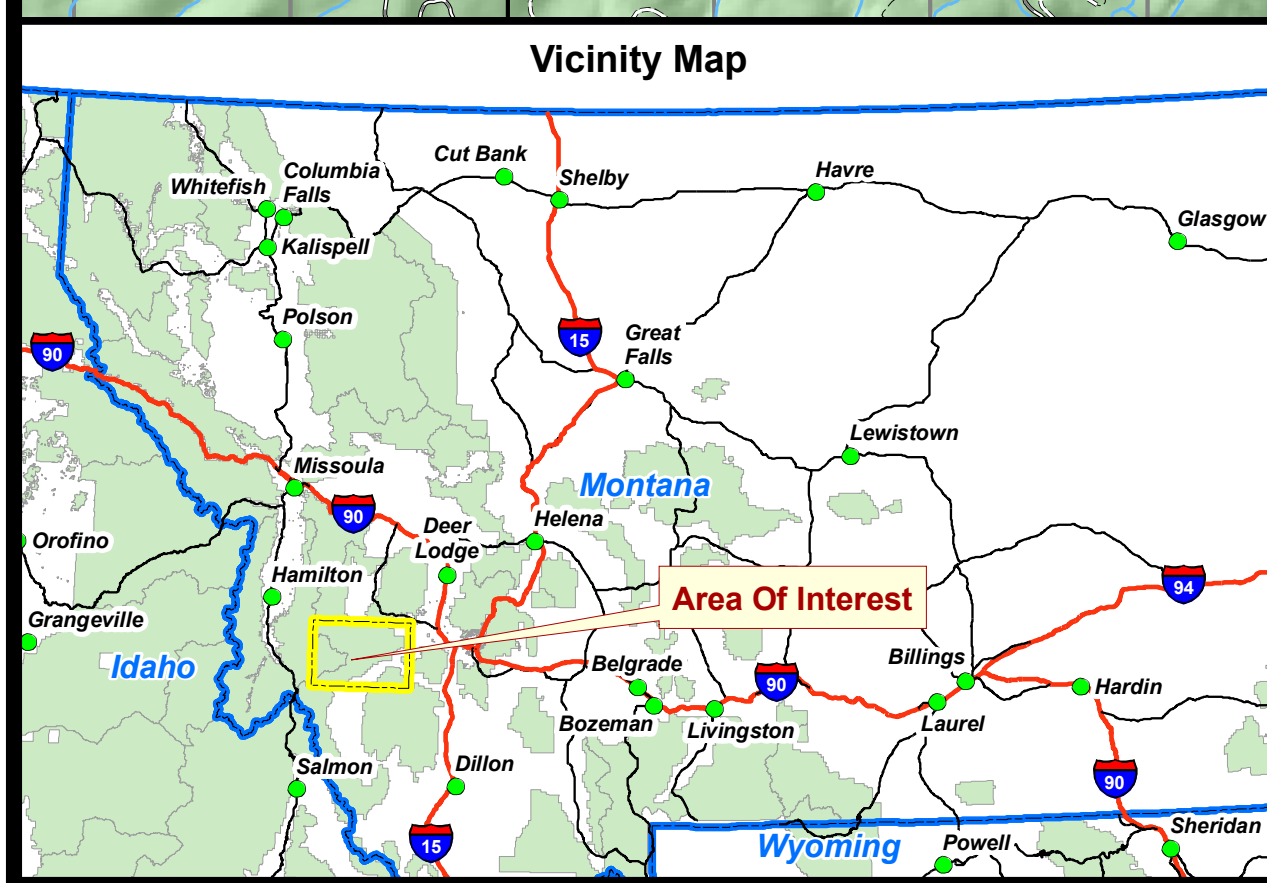 Vicinity Map
Cut Bank
Columbia
Falls
Whitefish
Shelby
Havre
Glasgow
Kalispell
Polson
15
Great
Falls
90
Lewistown
Missoula
Montana
90
Deer
Lodge
Helena
Orofino
Hamilton
Area Of Interest
94
Grangeville
Idaho
Belgrade
Billings
90
Hardin
Bozeman
Livingston
Laurel
Salmon
Dillon
90
15
Wyoming
Powell
Sheridan